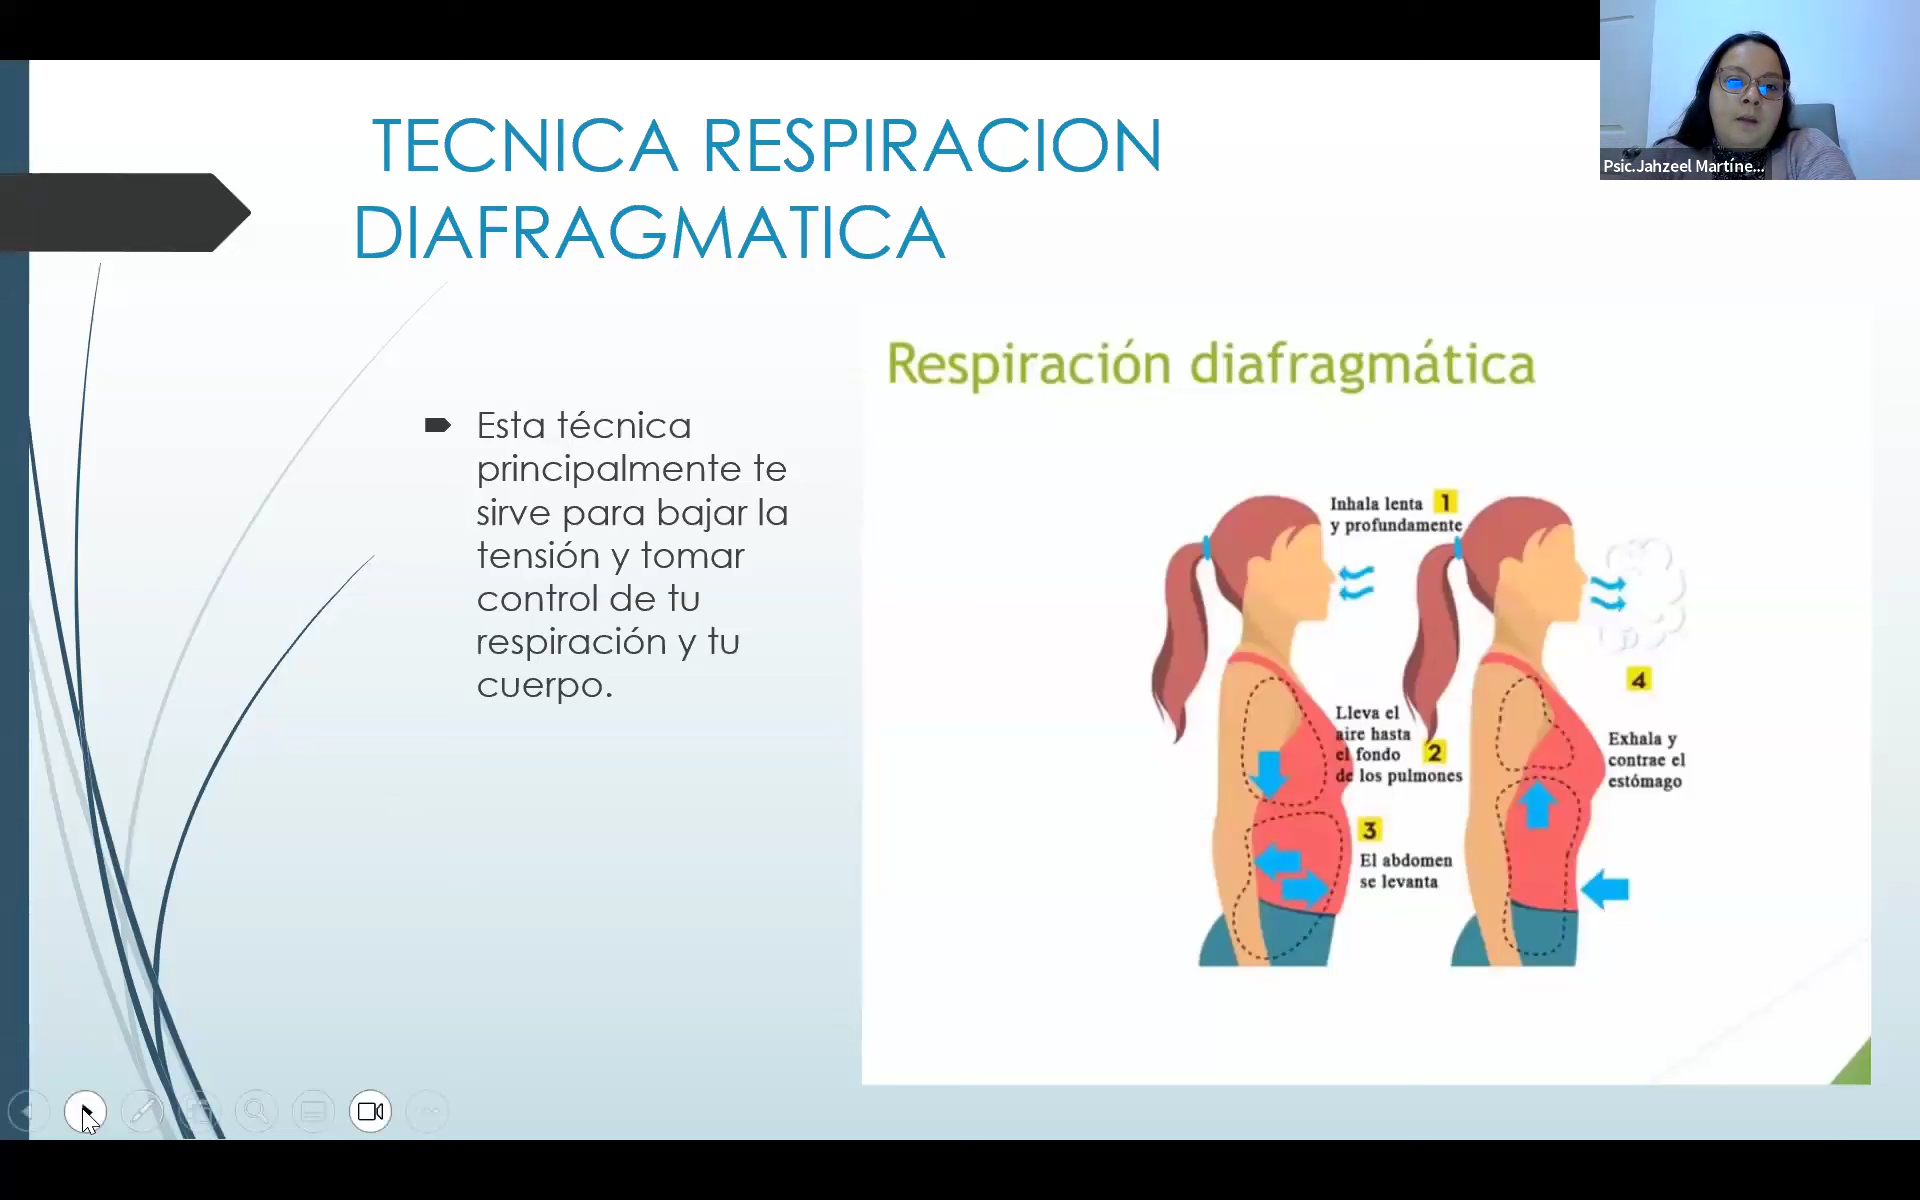 TECNICA RESPIRACION
DIAFRAGMATICA
Psic.Jahzeel Martíne...
Esta técnica
principalmente te
sirve para bajar la
tensión y tomar
control de tu
respiración y tu
cuerpo.
Respiración diafragmática
Inhala lenta 1
y profundamente
Lleva el
aire hasta
el fondo 2
de los pulmones
3
El abdomen
se levanta
4
Exhala y
contrae el
estómago